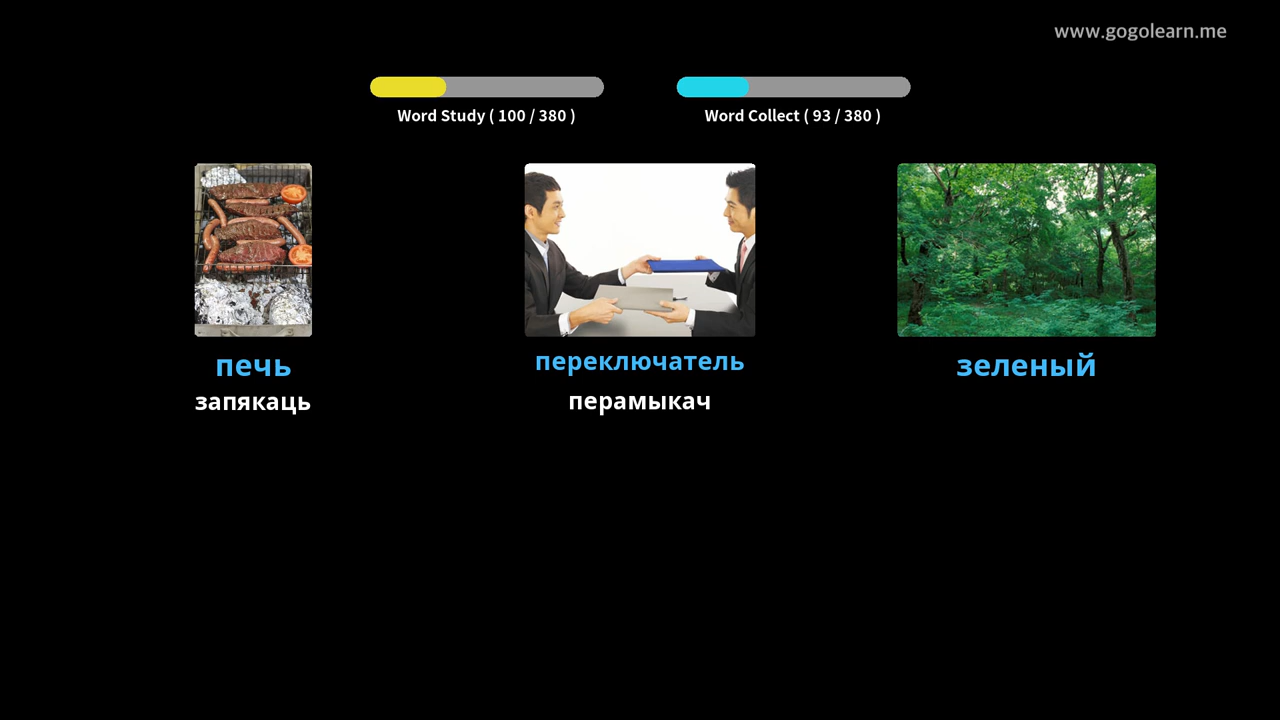 www.gogolearn.me
Word Study ( 100 / 380 )
Word Collect ( 93 / 380 )
печь
запякаць
переключатель
перамыкач
зеленый